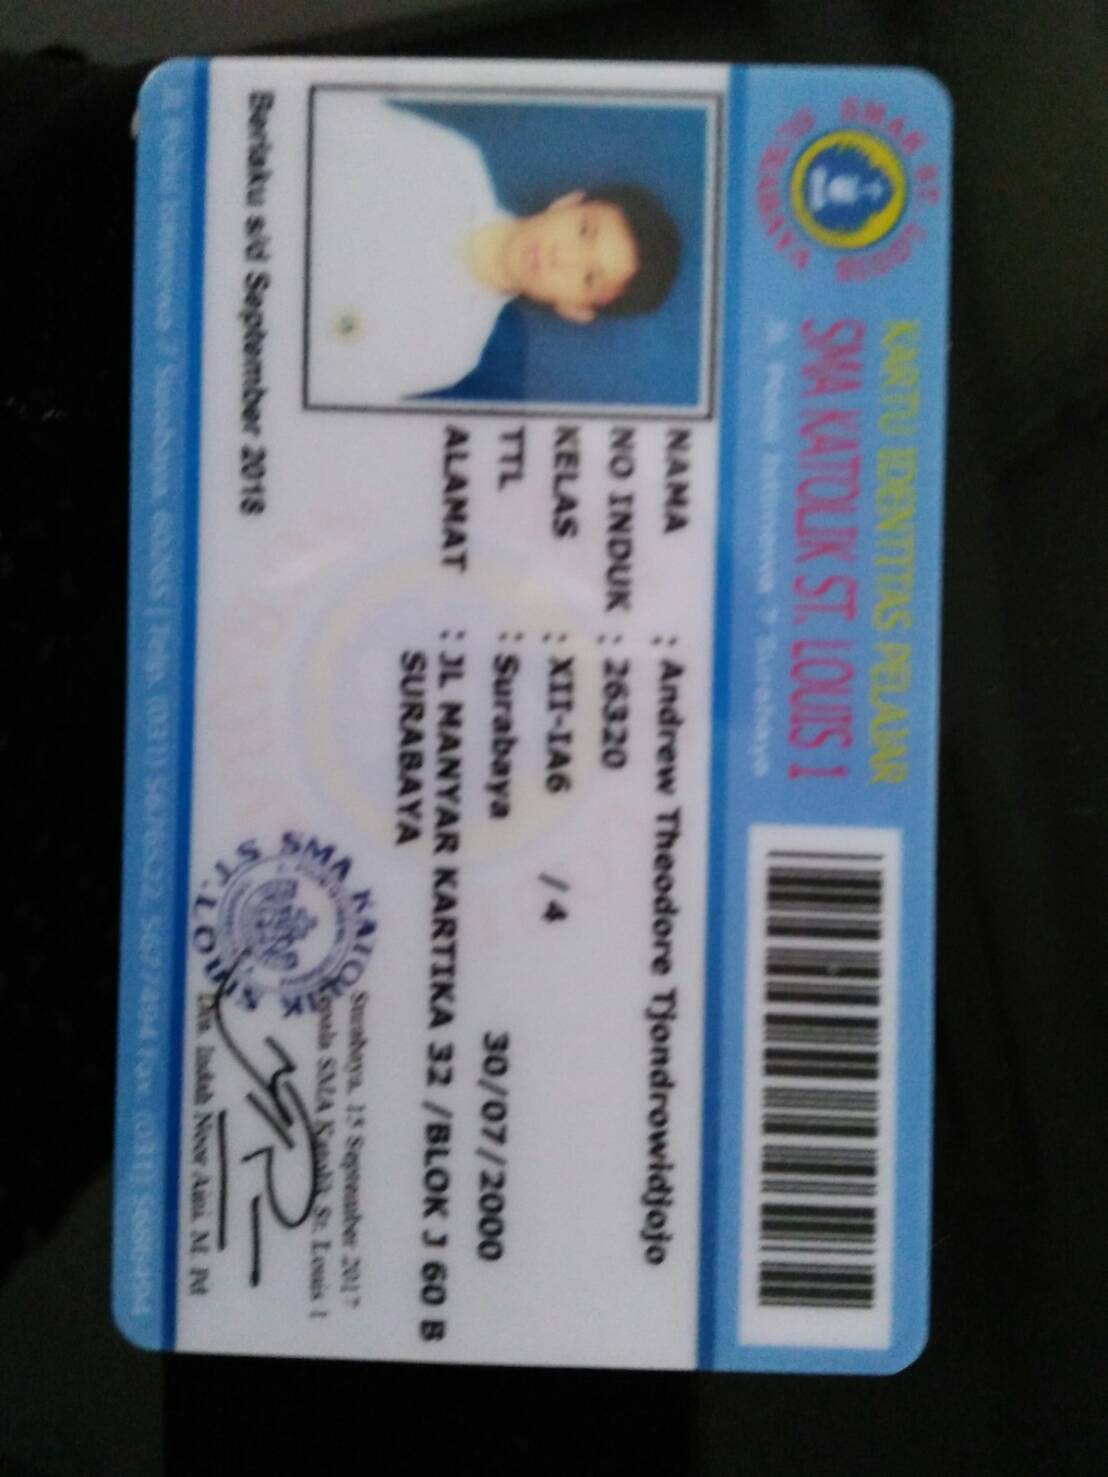 KARTU IDENTITAS PELAJAR
SMA KATOLIK ST. LOUIS 1
Jl. Polisi Istimewa 7 Surabaya
SMAK ST. LOUIS 1 SURABAYA
NAMA : Andrew Theodore Tjondrowidjojo
NO INDUK : 26320
KELAS : XII-IA6 / 4
TTL : Surabaya 30/07/2000
ALAMAT : JL MANYAR KARTIKA 32 /BLOK J 60 B
SURABAYA
Surabaya, 15 September 2017
Kepala SMA Katolik St. Louis 1
SMA KATOLIK
ST. LOUIS
Dra. Indah Noor Aini, M. Pd
Berlaku s/d September 2018
Jl. Polisi Istimewa 7 Surabaya 60265 | Telp. (031) 5676522, 5677494 Fax. (031)